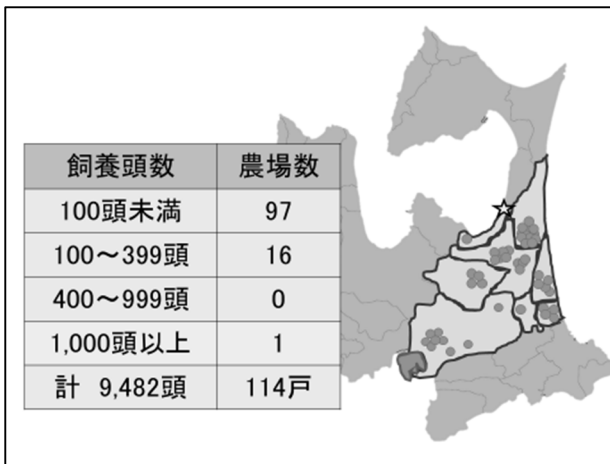 飼養頭数 農場数
100頭未満 97
100～399頭 16
400～999頭 0
1,000頭以上 1
計 9,482頭 114戸